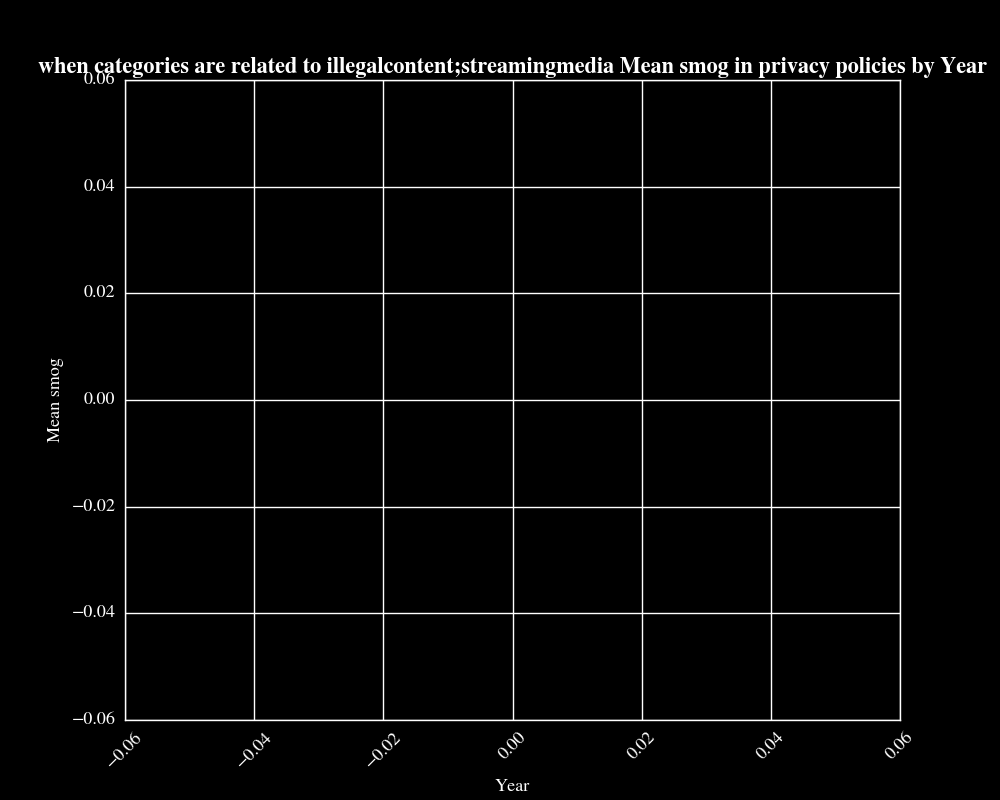 when categories are related to illegalcontent;streamingmedia Mean smog in privacy policies by Year
0.06
0.04
0.02
0.00
−0.02
−0.04
−0.06
Mean smog
−0.06 −0.04 −0.02 0.00 0.02 0.04 0.06
Year